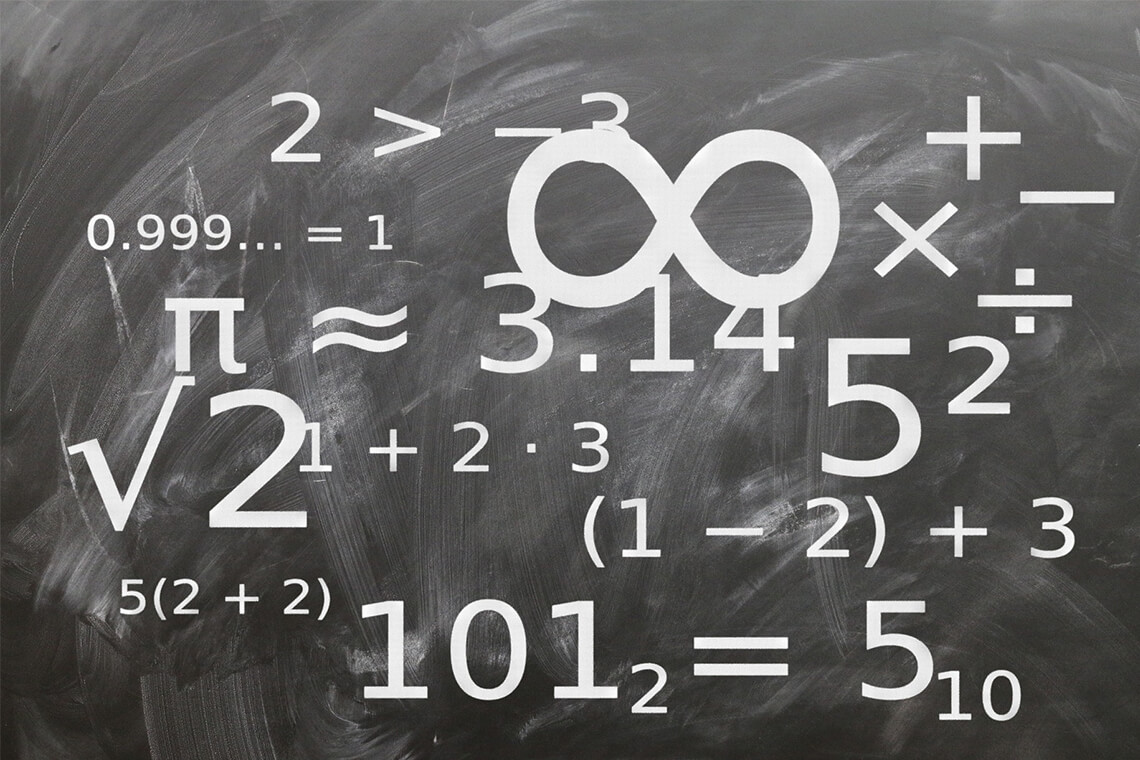 2 > −3
∞
+
−
×
÷
0.999... = 1
π ≈ 3.14
5²
√2
1 + 2 · 3
(1 − 2) + 3
5(2 + 2)
101₂ = 5₁₀